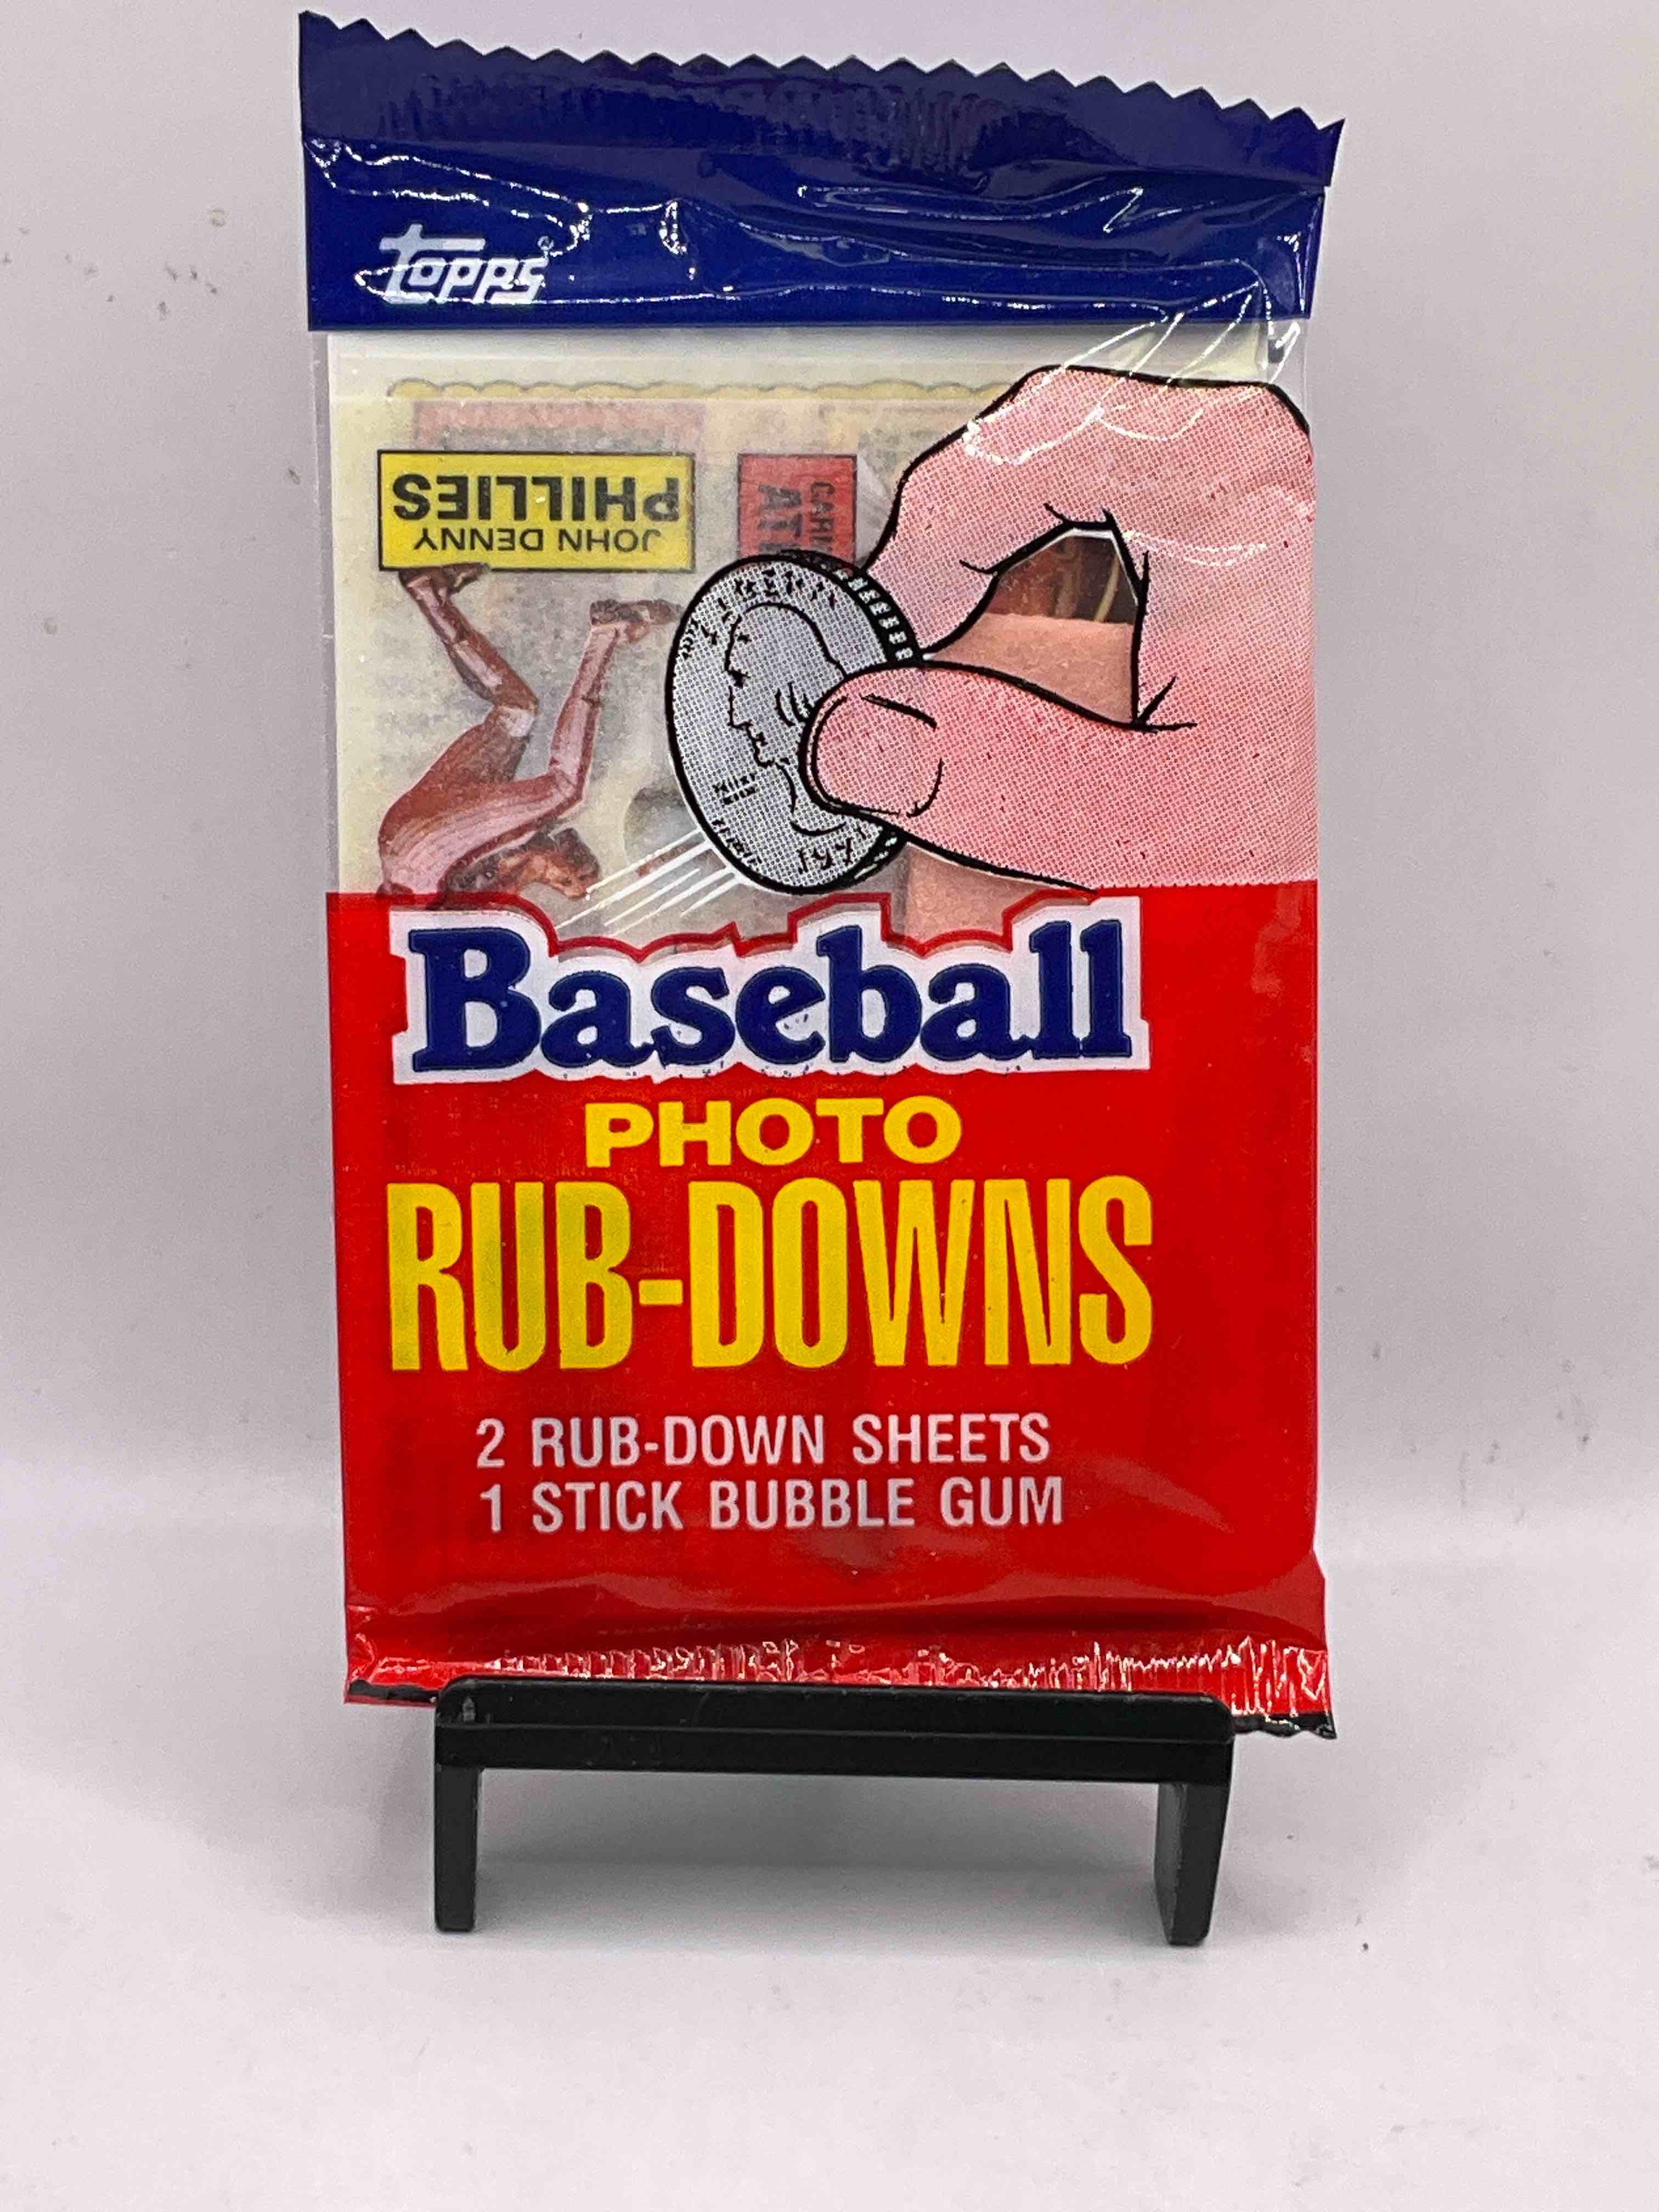 topps
PHILLIES
JOHN DENNY
Baseball
PHOTO
RUB-DOWNS
2 RUB-DOWN SHEETS
1 STICK BUBBLE GUM